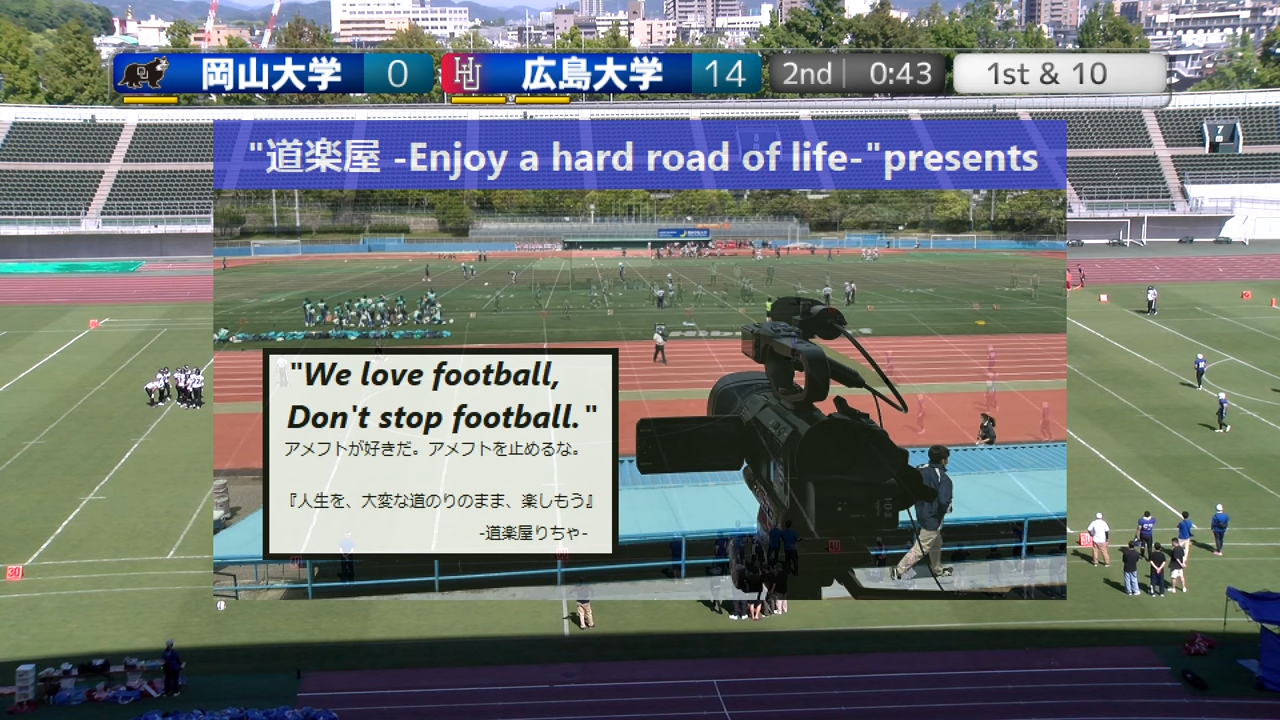 岡山大学 0 HU 広島大学 14 2nd 0:43 1st & 10
"道楽屋 -Enjoy a hard road of life-"presents
"We love football,
Don't stop football."
アメフトが好きだ。アメフトを止めるな。
『人生を、大変な道のりのまま、楽しもう』
-道楽屋りちゃ-
30